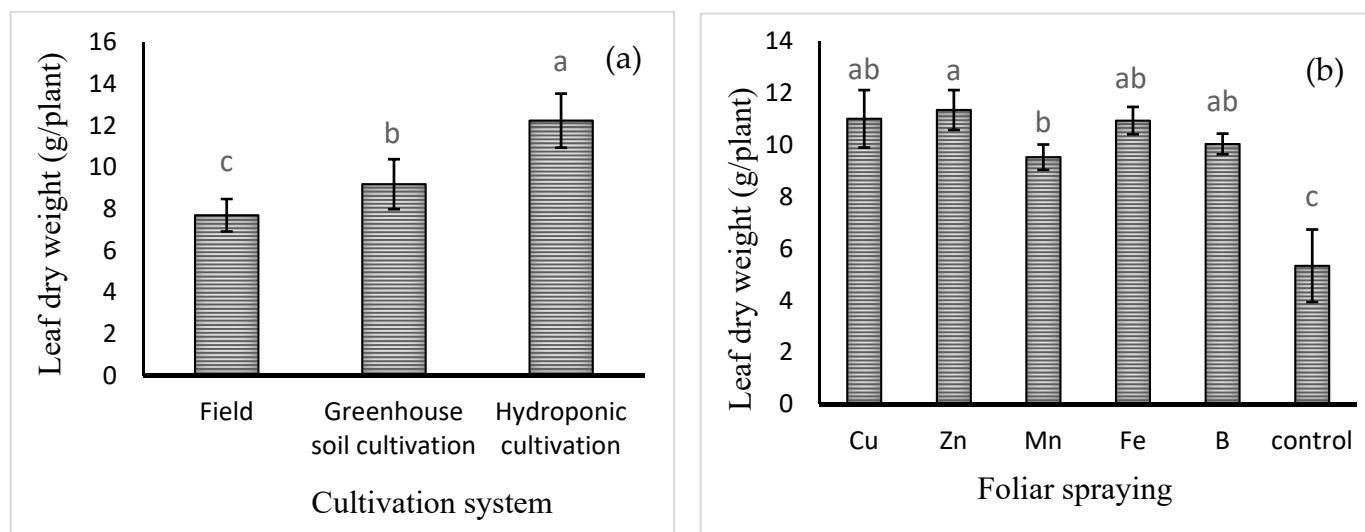 Leaf dry weight (g/plant)
16
14
12
10
8
6
4
2
0
(a)
c
b
a
Field
Greenhouse
soil cultivation
Hydroponic
cultivation
Cultivation system
Leaf dry weight (g/plant)
14
12
10
8
6
4
2
0
(b)
ab
a
b
ab
ab
c
Cu
Zn
Mn
Fe
B
control
Foliar spraying